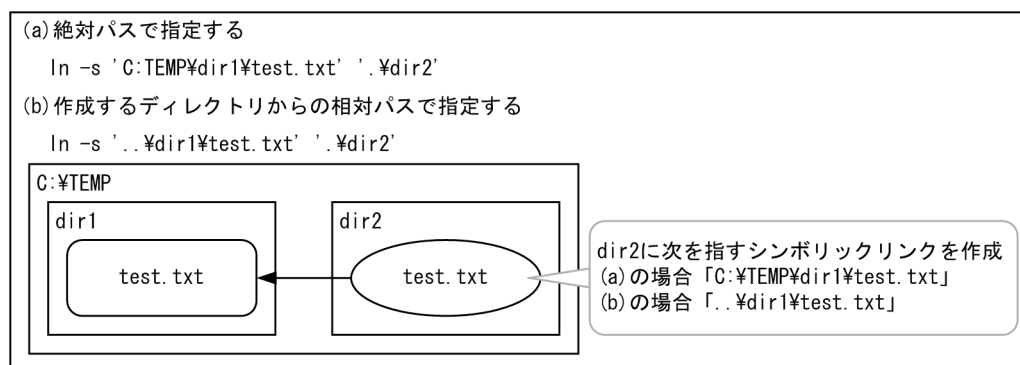 (a)絶対パスで指定する
ln -s 'C:TEMP¥dir1¥test.txt' '.¥dir2'
(b)作成するディレクトリからの相対パスで指定する
ln -s '..¥dir1¥test.txt' '.¥dir2'
C:¥TEMP
dir1
dir2
test.txt
test.txt
dir2に次を指すシンボリックリンクを作成
(a)の場合「C:¥TEMP¥dir1¥test.txt」
(b)の場合「..¥dir1¥test.txt」